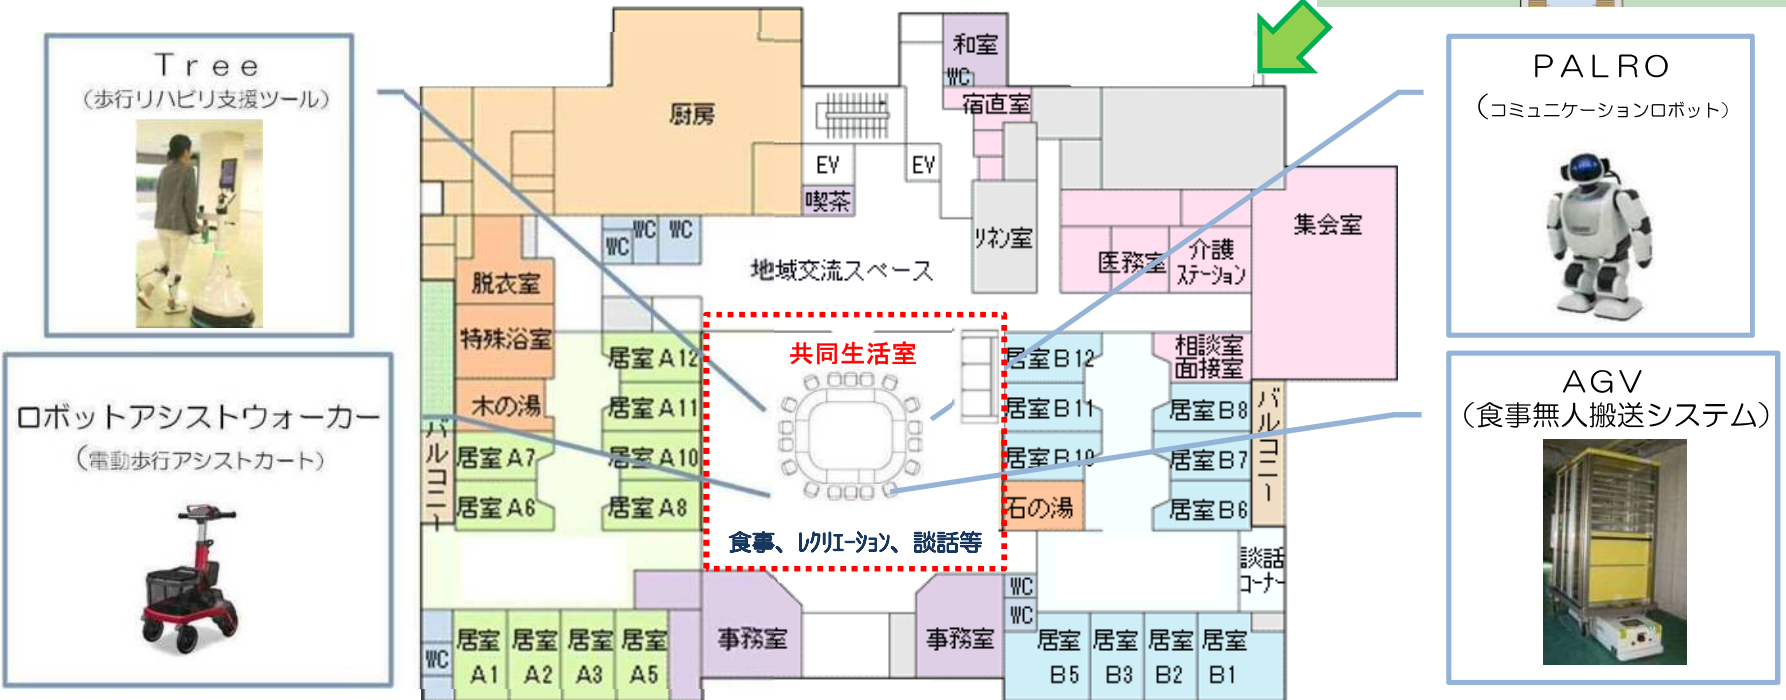 Tree
（歩行リハビリ支援ツール）
ロボットアシストウォーカー
（電動歩行アシストカート）
PALRO
（コミュニケーションロボット）
AGV
（食事無人搬送システム）
和室
WC
宿直室
厨房
EV
EV
喫茶
WC
WC
WC
リネン室
医務室
介護
ステーション
集会室
地域交流スペース
脱衣室
特殊浴室
木の湯
バルコニー
居室A12
居室A11
居室A10
居室A8
居室A7
居室A6
共同生活室
食事、レクリエーション、談話等
居室B12
居室B11
居室B10
石の湯
相談室
面接室
居室B8
居室B7
居室B6
バルコニー
談話
コーナー
WC
WC
WC
居室
A1
居室
A2
居室
A3
居室
A5
事務室
事務室
居室
B5
居室
B3
居室
B2
居室
B1